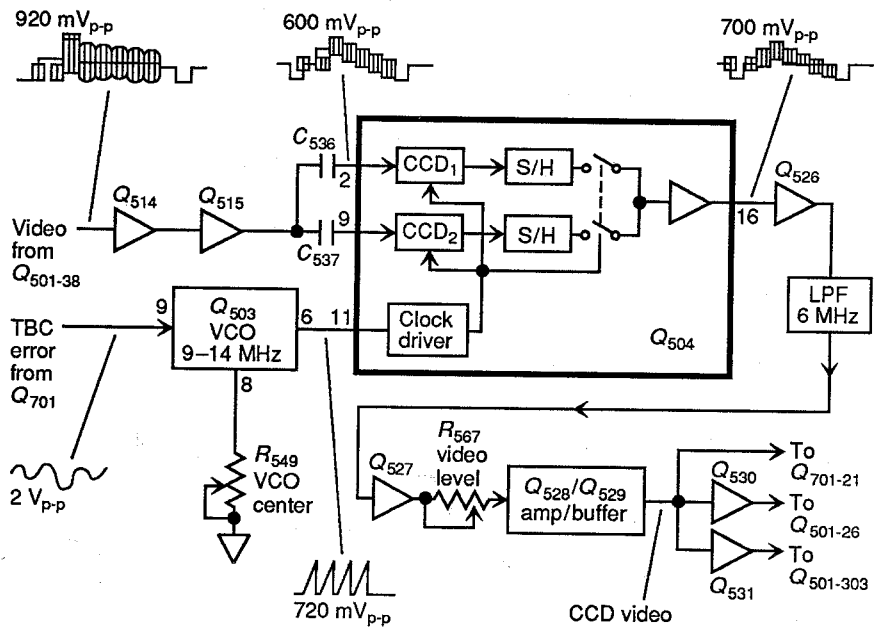 920 mVp-p
600 mVp-p
700 mVp-p
C536
2
CCD1
S/H
Q514
Q515
Q526
16
Video
from
Q501-38
9
C537
CCD2
S/H
LPF
6 MHz
9
Q503
VCO
9–14 MHz
6
11
Clock
driver
Q504
TBC
error
from
Q701
8
R549
VCO
center
2 Vp-p
R567
video
level
Q527
Q528/Q529
amp/buffer
Q530
To
Q701-21
To
Q501-26
To
Q501-303
Q531
720 mVp-p
CCD video